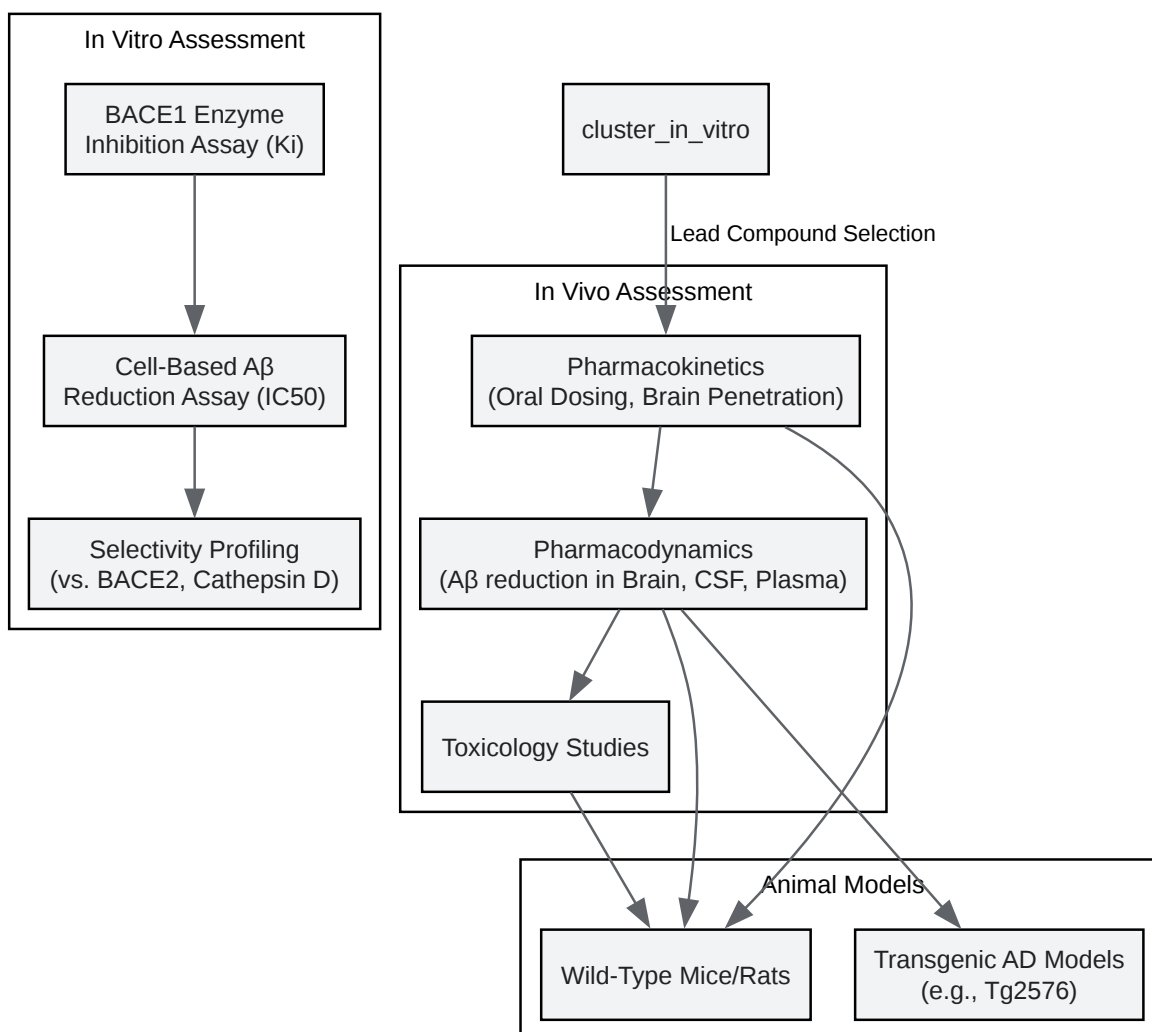 In Vitro Assessment
BACE1 Enzyme
Inhibition Assay (Ki)
Cell-Based Aβ
Reduction Assay (IC50)
Selectivity Profiling
(vs. BACE2, Cathepsin D)
cluster_in_vitro
Lead Compound Selection
In Vivo Assessment
Pharmacokinetics
(Oral Dosing, Brain Penetration)
Pharmacodynamics
(Aβ reduction in Brain, CSF, Plasma)
Toxicology Studies
Animal Models
Wild-Type Mice/Rats
Transgenic AD Models
(e.g., Tg2576)